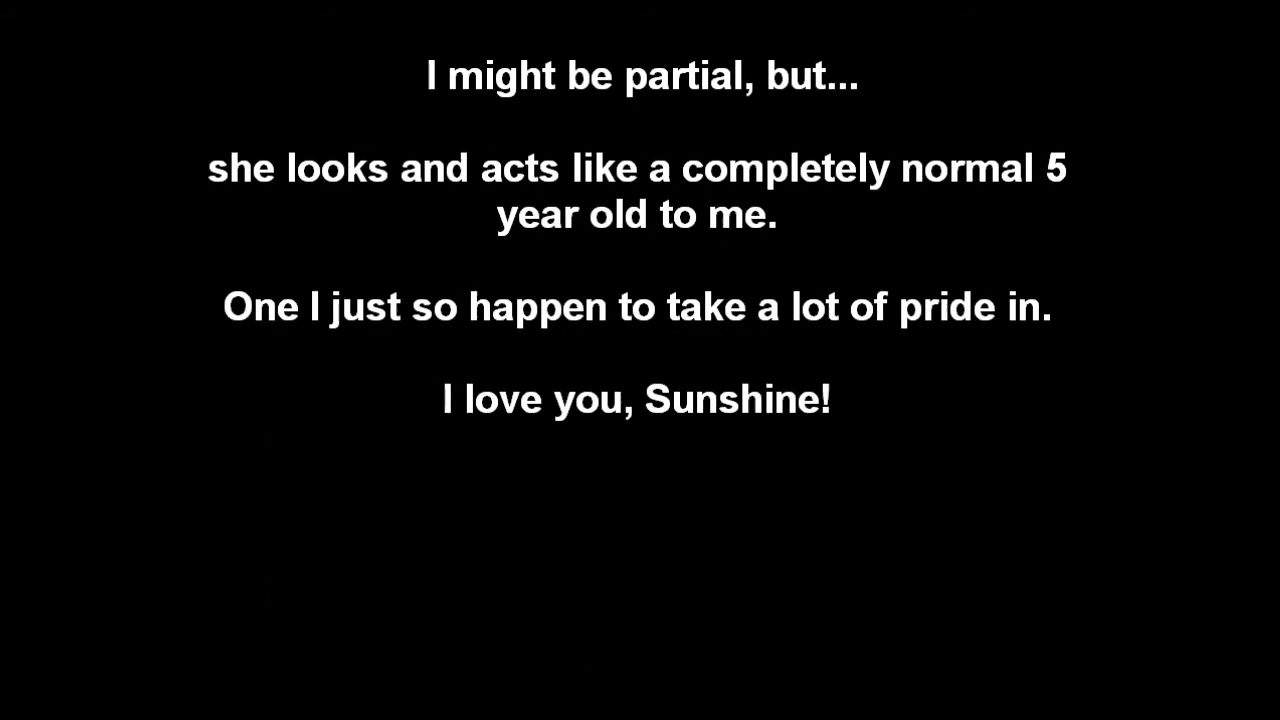 I might be partial, but...
she looks and acts like a completely normal 5
year old to me.
One I just so happen to take a lot of pride in.
I love you, Sunshine!